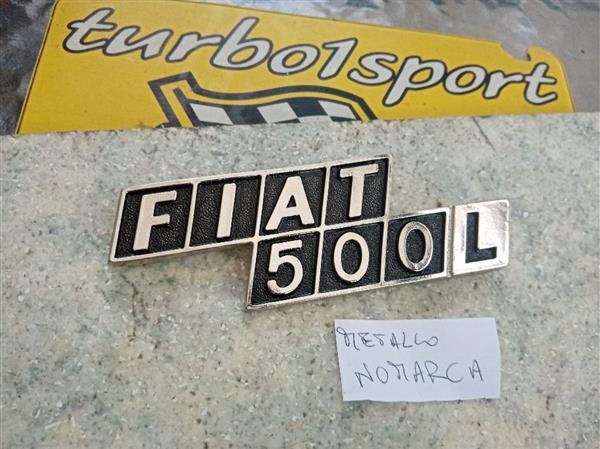 turbo1sport
FIAT
500L
METALLO
NOMARCA